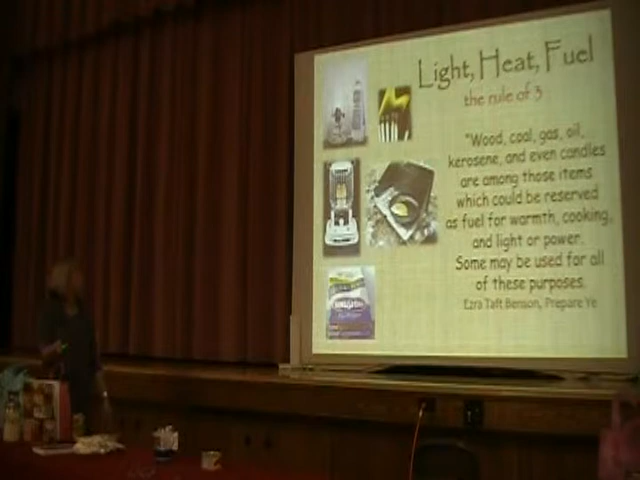 Light, Heat, Fuel
the rule of 3
"Wood, coal, gas, oil,
kerosene, and even candles
are among those items
which could be reserved
as fuel for warmth, cooking,
and light or power.
Some may be used for all
of these purposes.
Ezra Taft Benson, Prepare Ye